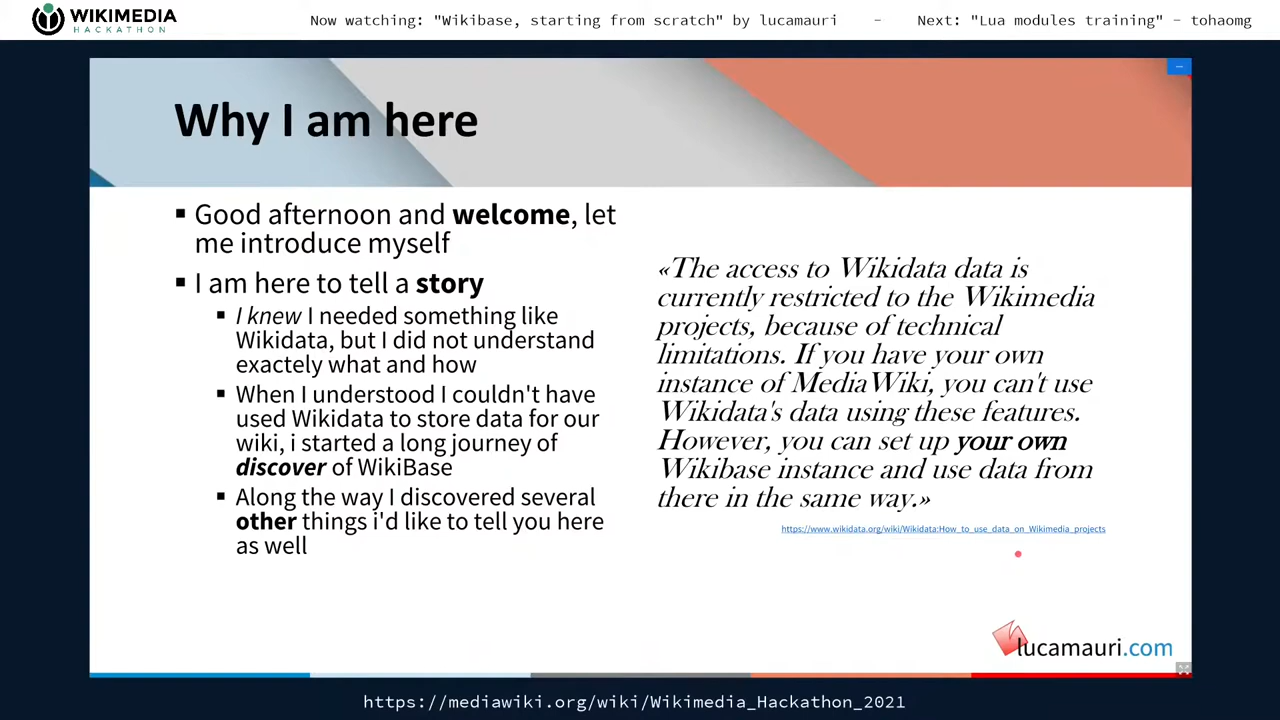 WIKIMEDIA
HACKATHON
Now watching: "Wikibase, starting from scratch" by lucamauri - Next: "Lua modules training" - tohaomg
Why I am here
▪ Good afternoon and welcome, let
me introduce myself
▪ I am here to tell a story
▪ I knew I needed something like
Wikidata, but I did not understand
exactely what and how
▪ When I understood I couldn't have
used Wikidata to store data for our
wiki, i started a long journey of
discover of WikiBase
▪ Along the way I discovered several
other things i'd like to tell you here
as well
«The access to Wikidata data is
currently restricted to the Wikimedia
projects, because of technical
limitations. If you have your own
instance of MediaWiki, you can't use
Wikidata's data using these features.
However, you can set up your own
Wikibase instance and use data from
there in the same way.»
https://www.wikidata.org/wiki/Wikidata:How_to_use_data_on_Wikimedia_projects
lucamauri.com
https://mediawiki.org/wiki/Wikimedia_Hackathon_2021